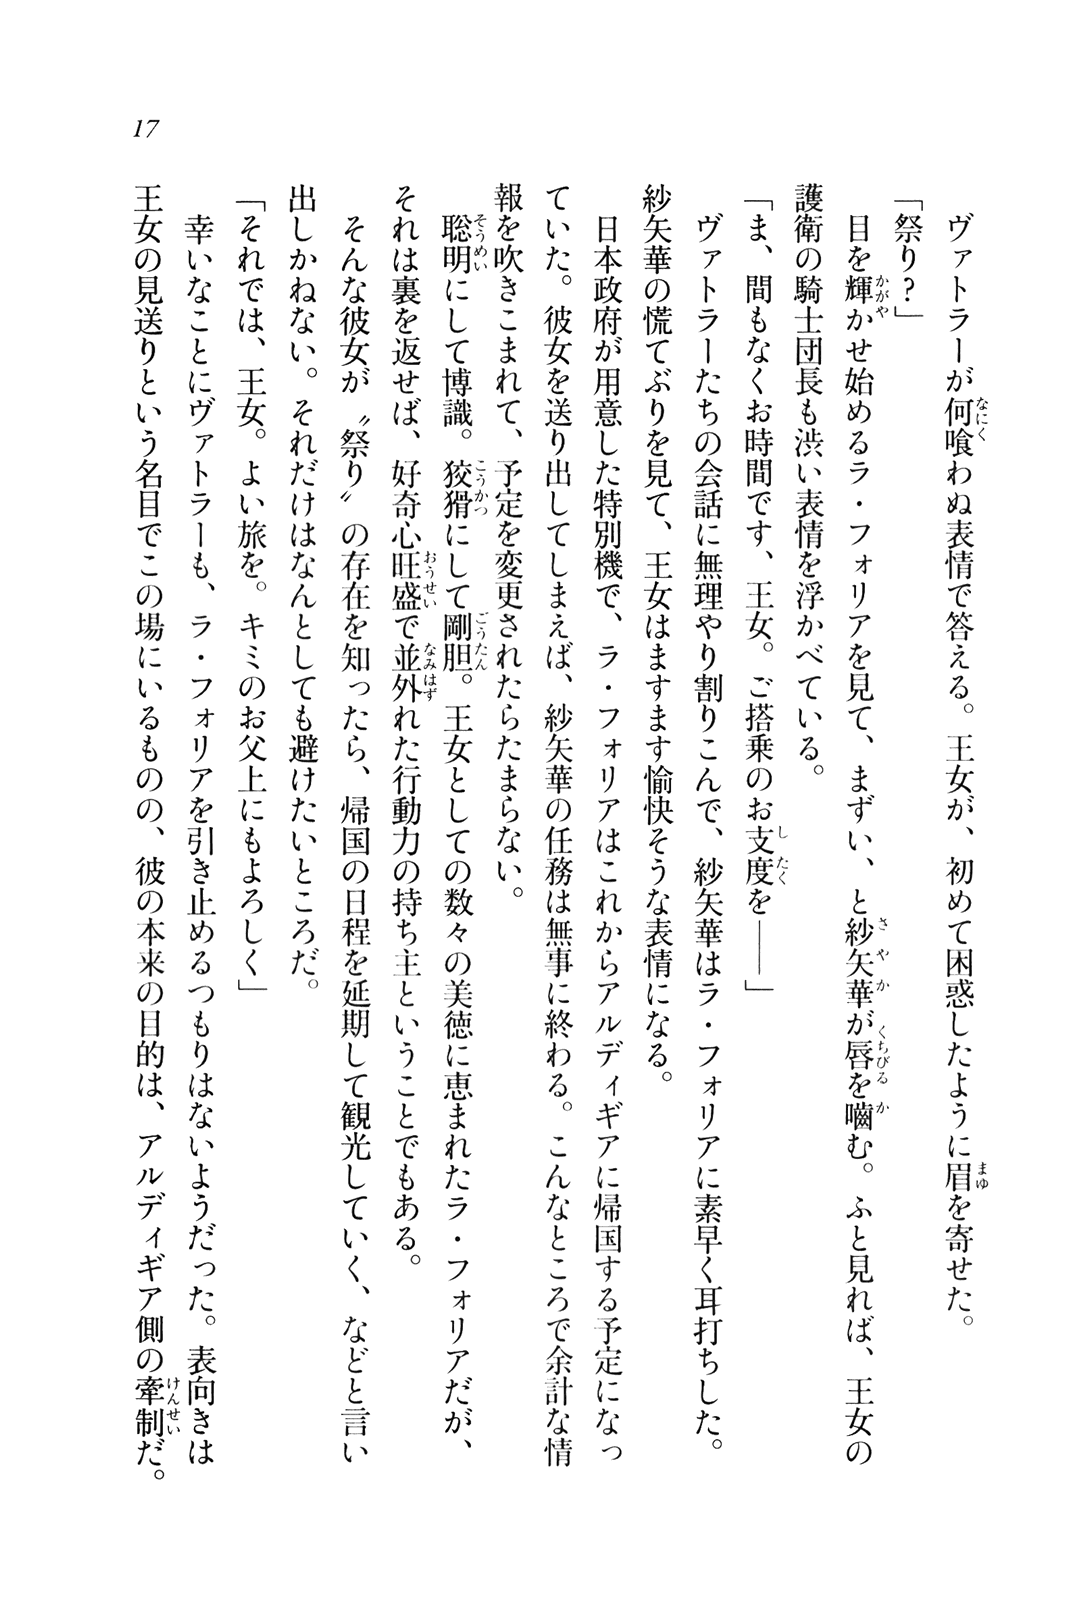 17
ヴァトラーが何喰わぬ表情で答える。王女が、初めて困惑したように眉を寄せた。
「祭り？」
目を輝かせ始めるラ・フォリアを見て、まずい、と紗矢華が唇を嚙む。ふと見れば、王女の
護衛の騎士団長も渋い表情を浮かべている。
「ま、間もなくお時間です、王女。ご搭乗のお支度を――」
ヴァトラーたちの会話に無理やり割りこんで、紗矢華はラ・フォリアに素早く耳打ちした。
紗矢華の慌てぶりを見て、王女はますます愉快そうな表情になる。
日本政府が用意した特別機で、ラ・フォリアはこれからアルディギアに帰国する予定になっ
ていた。彼女を送り出してしまえば、紗矢華の任務は無事に終わる。こんなところで余計な情
報を吹きこまれて、予定を変更されたらたまらない。
聡明にして博識。狡猾にして剛胆。王女としての数々の美徳に恵まれたラ・フォリアだが、
それは裏を返せば、好奇心旺盛で並外れた行動力の持ち主ということでもある。
そんな彼女が〝祭り〟の存在を知ったら、帰国の日程を延期して観光していく、などと言い
出しかねない。それだけはなんとしても避けたいところだ。
「それでは、王女。よい旅を。キミのお父上にもよろしく」
幸いなことにヴァトラーも、ラ・フォリアを引き止めるつもりはないようだった。表向きは
王女の見送りという名目でこの場にいるものの、彼の本来の目的は、アルディギア側の牽制だ。